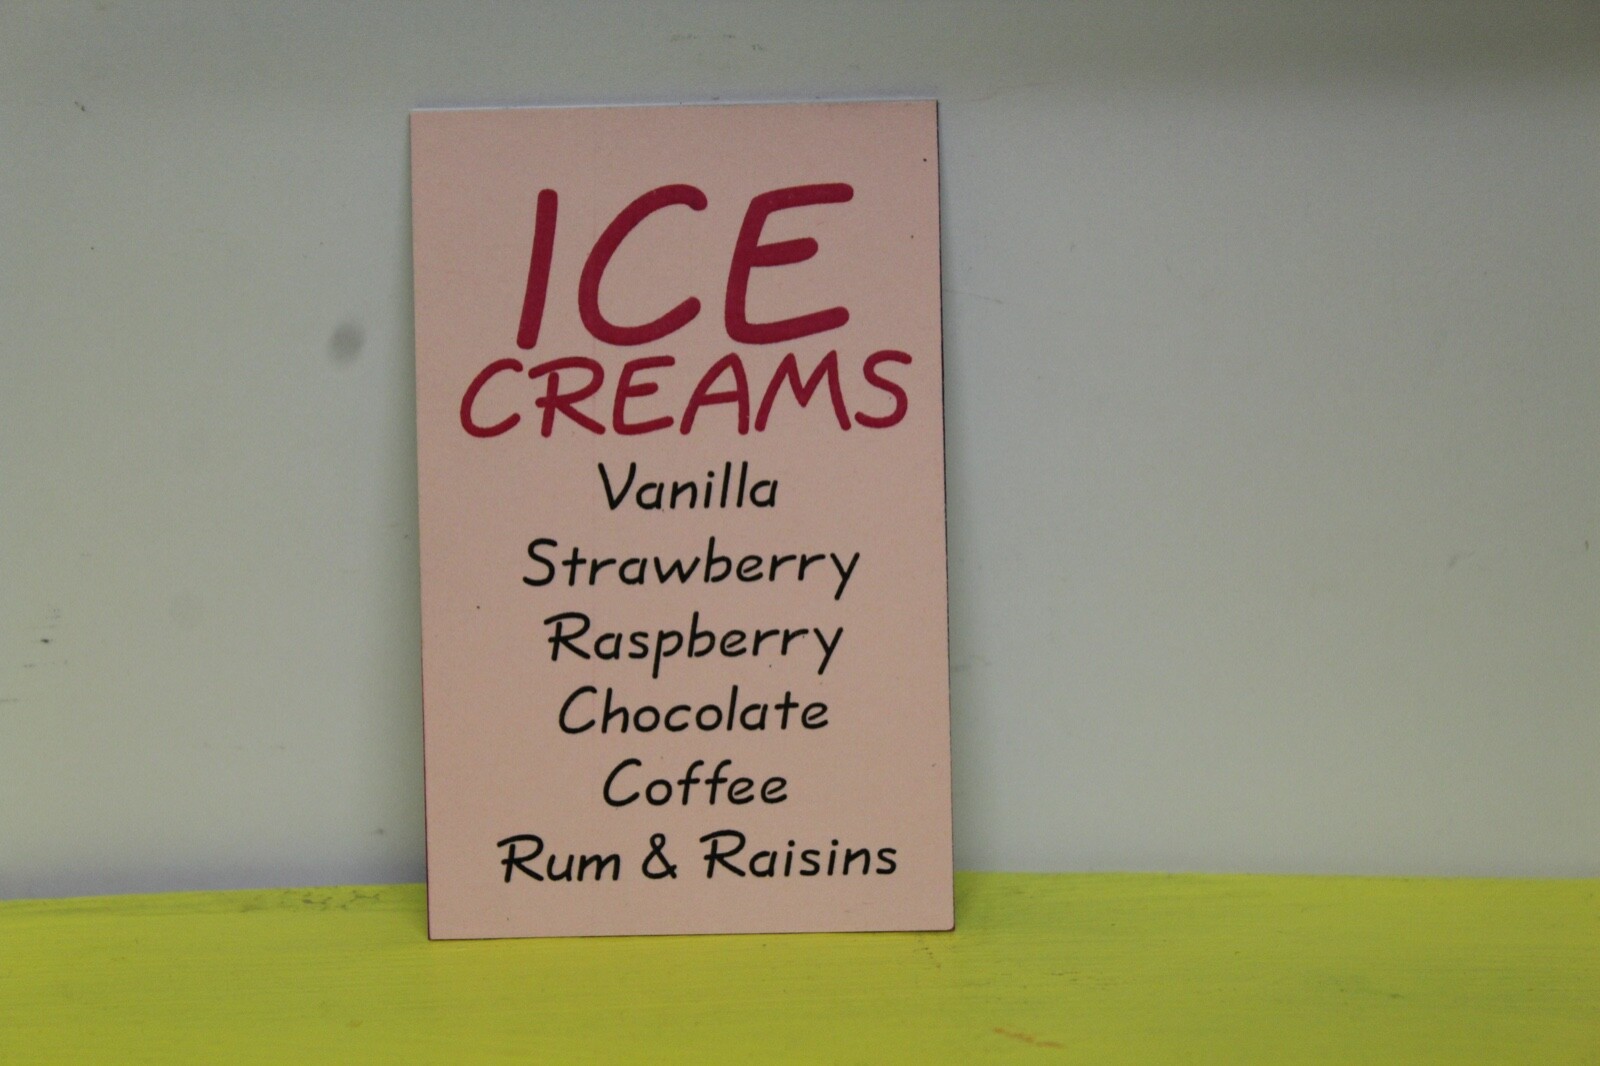 ICE
CREAMS
Vanilla
Strawberry
Raspberry
Chocolate
Coffee
Rum & Raisins